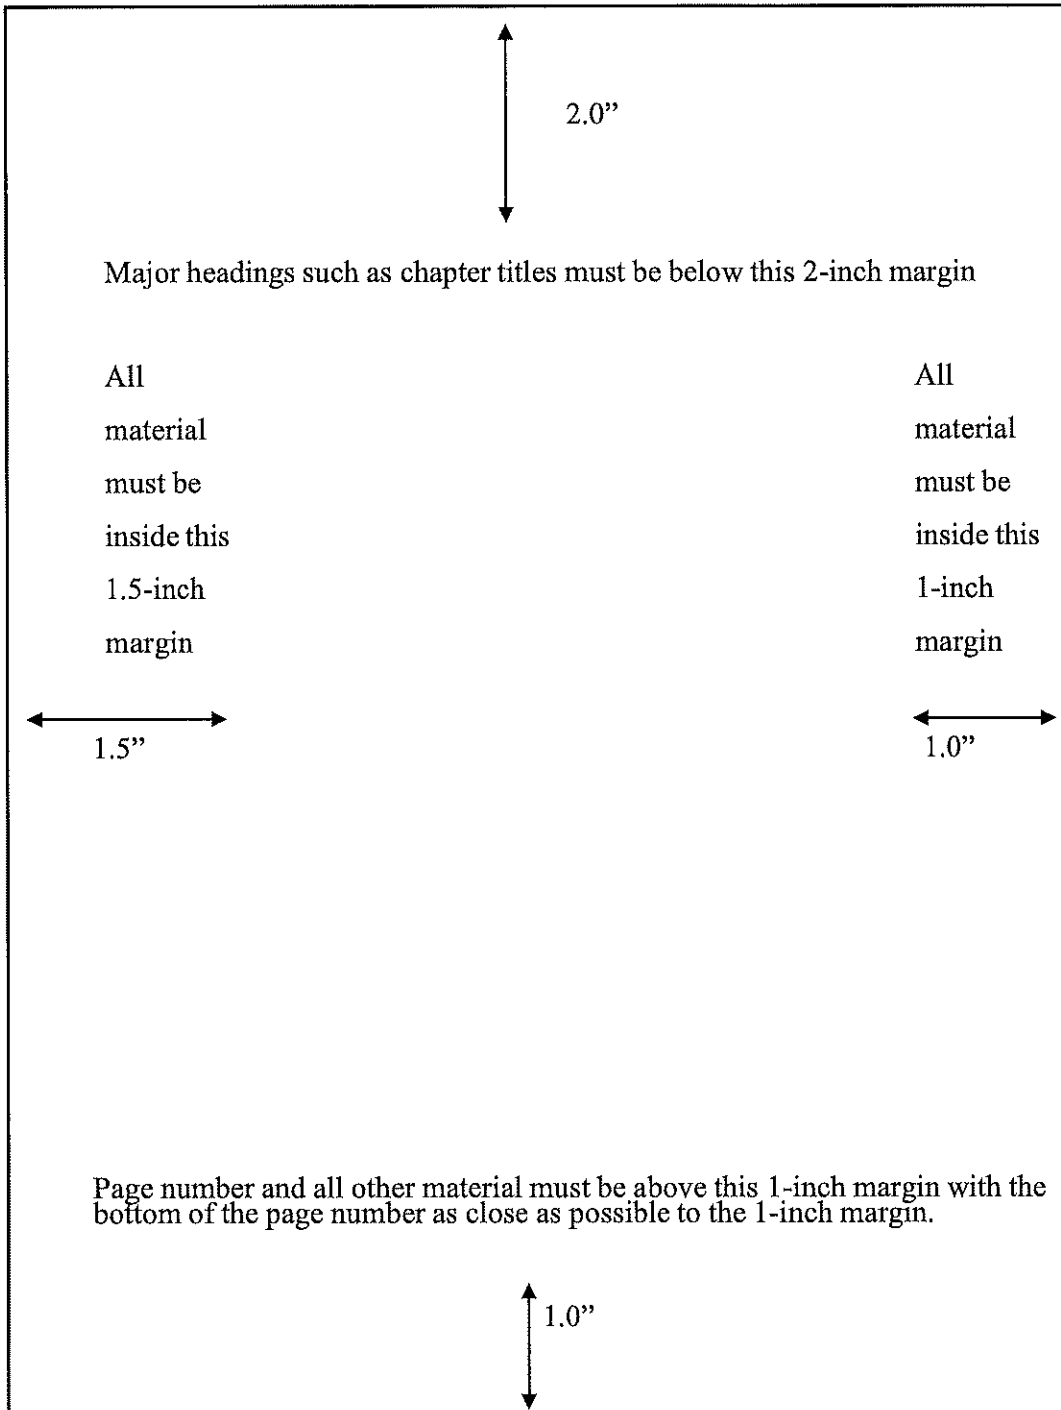 2.0”
Major headings such as chapter titles must be below this 2-inch margin
All
material
must be
inside this
1.5-inch
margin
1.5”
All
material
must be
inside this
1-inch
margin
1.0”
Page number and all other material must be above this 1-inch margin with the
bottom of the page number as close as possible to the 1-inch margin.
1.0”